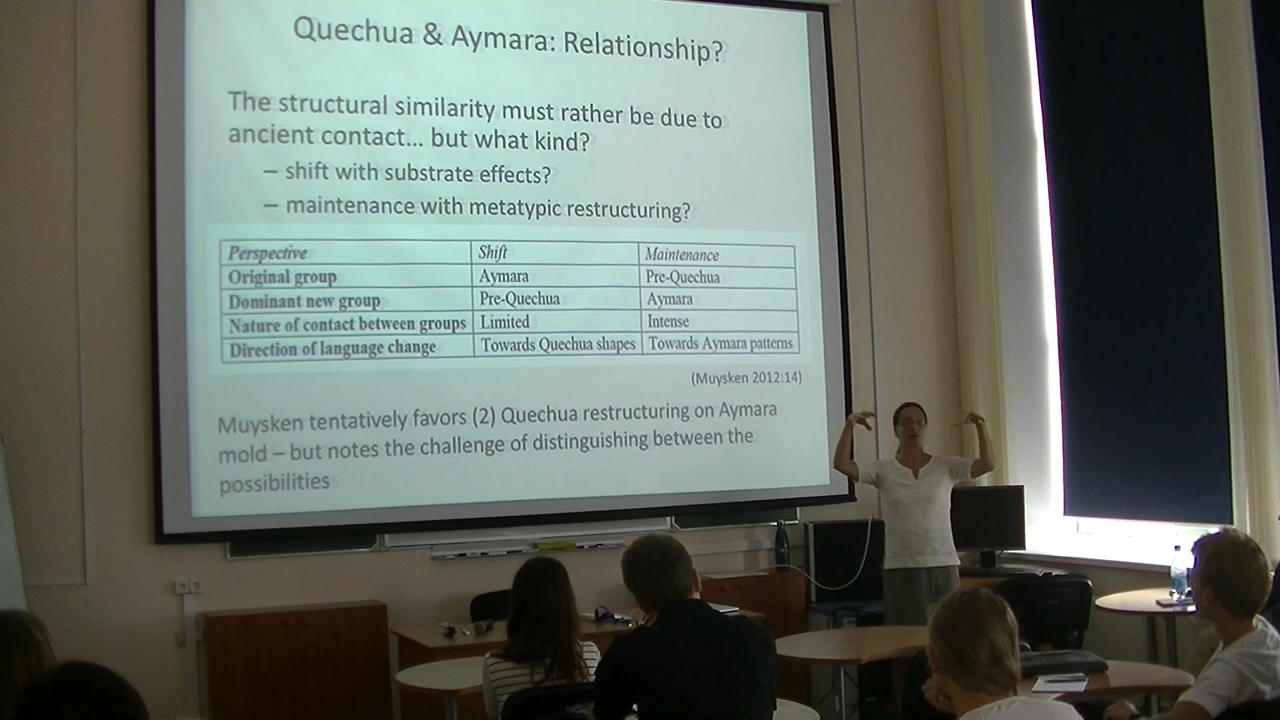 Quechua & Aymara: Relationship?
The structural similarity must rather be due to
ancient contact... but what kind?
– shift with substrate effects?
– maintenance with metatypic restructuring?
Perspective Shift Maintenance
Original group Aymara Pre-Quechua
Dominant new group Pre-Quechua Aymara
Nature of contact between groups Limited Intense
Direction of language change Towards Quechua shapes Towards Aymara patterns
(Muysken 2012:14)
Muysken tentatively favors (2) Quechua restructuring on Aymara
mold – but notes the challenge of distinguishing between the
possibilities